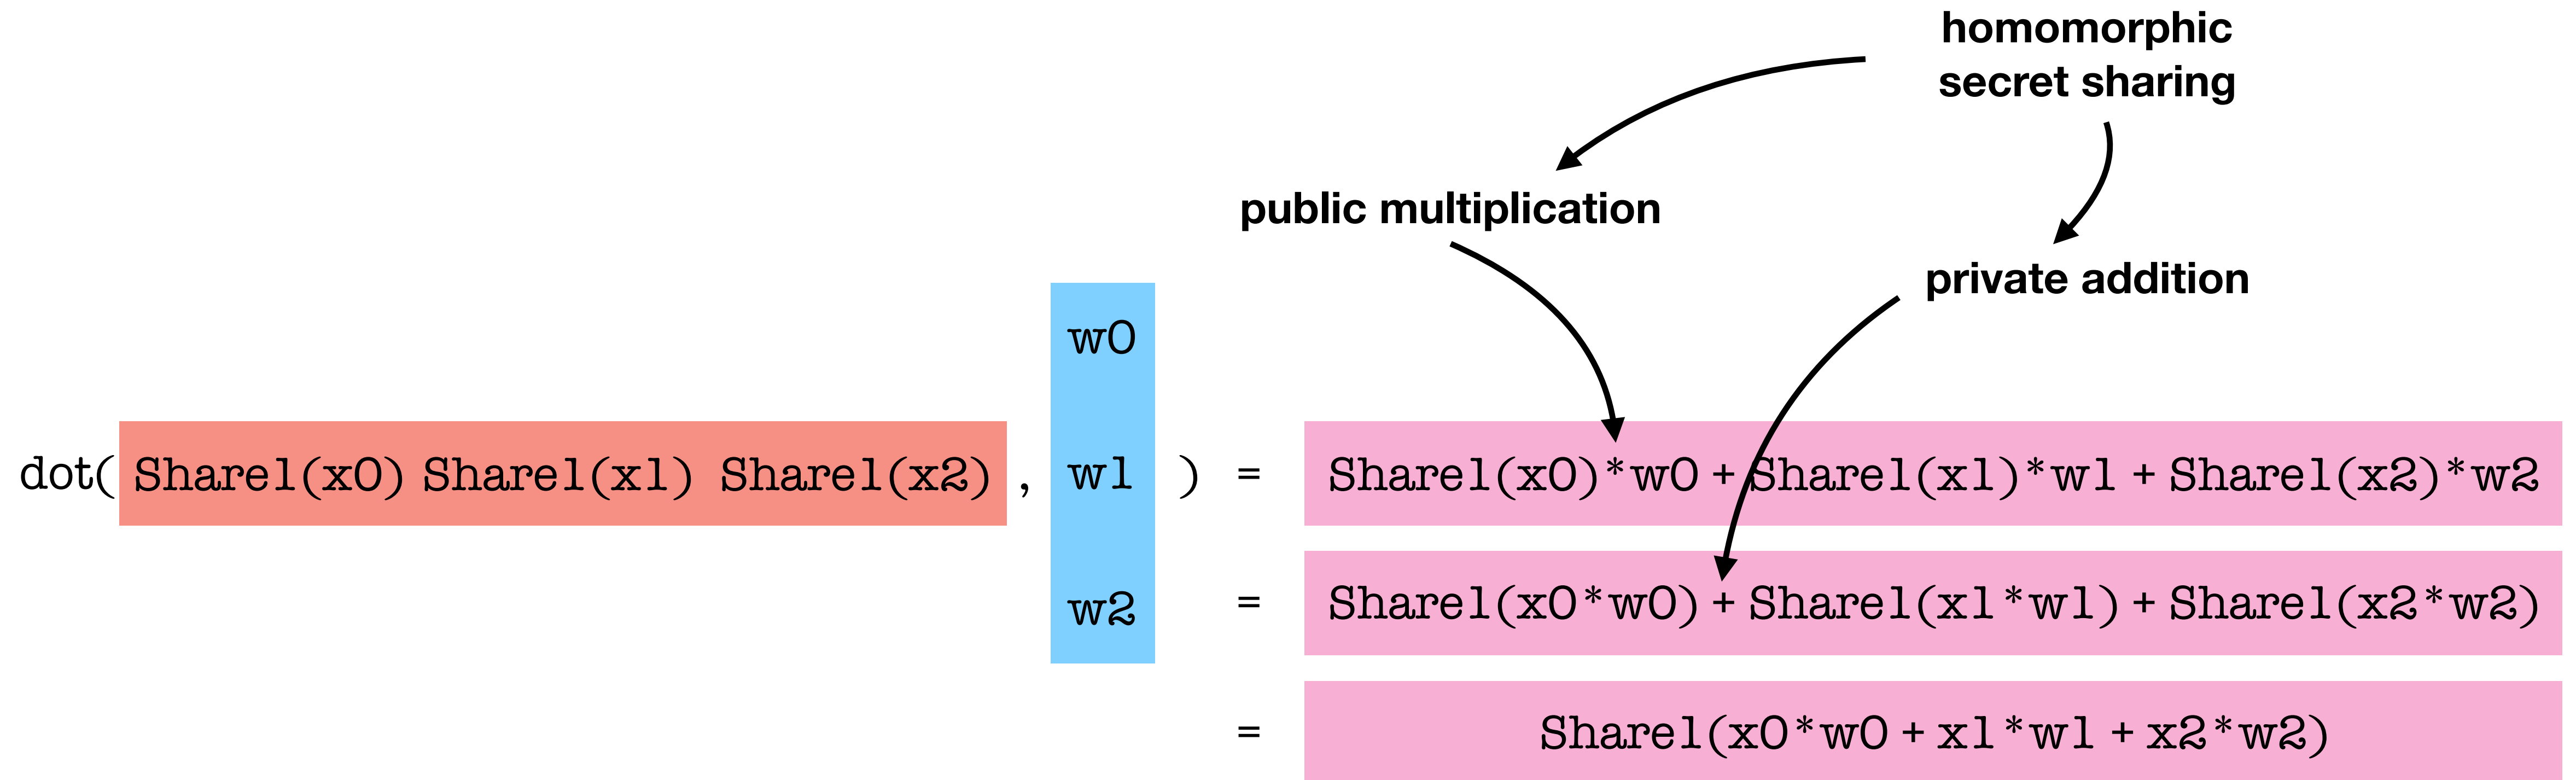 homomorphic
secret sharing
public multiplication
private addition
w0
dot( Share1(x0) Share1(x1) Share1(x2) , w1 ) = Share1(x0)*w0 + Share1(x1)*w1 + Share1(x2)*w2
w2 = Share1(x0*w0) + Share1(x1*w1) + Share1(x2*w2)
= Share1(x0*w0 + x1*w1 + x2*w2)